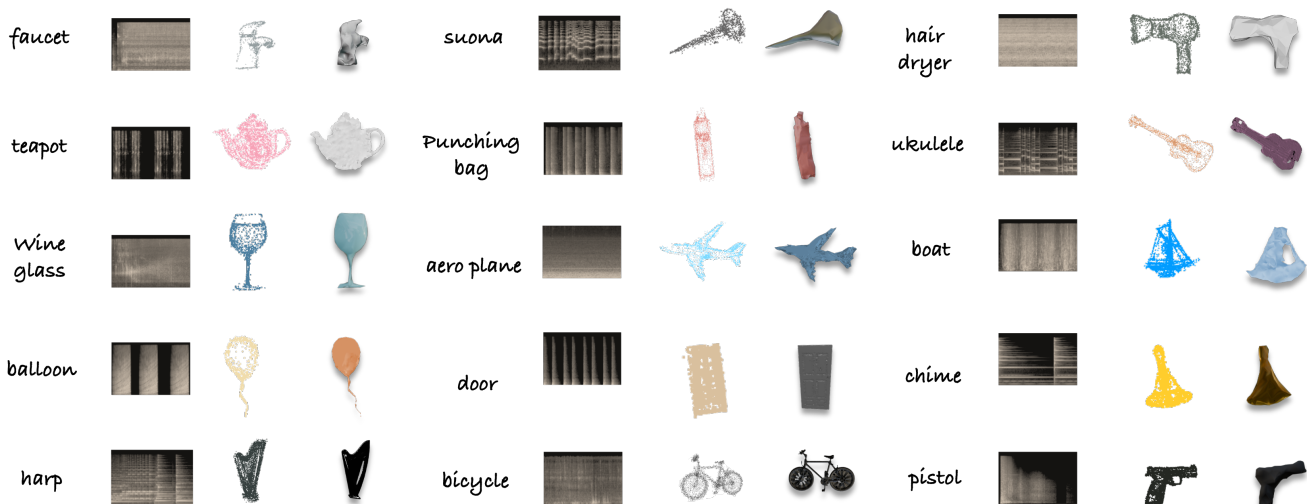 faucet
suona
hair
dryer
teapot
Punching
bag
ukulele
Wine
glass
aero plane
boat
balloon
door
chime
harp
bicycle
pistol